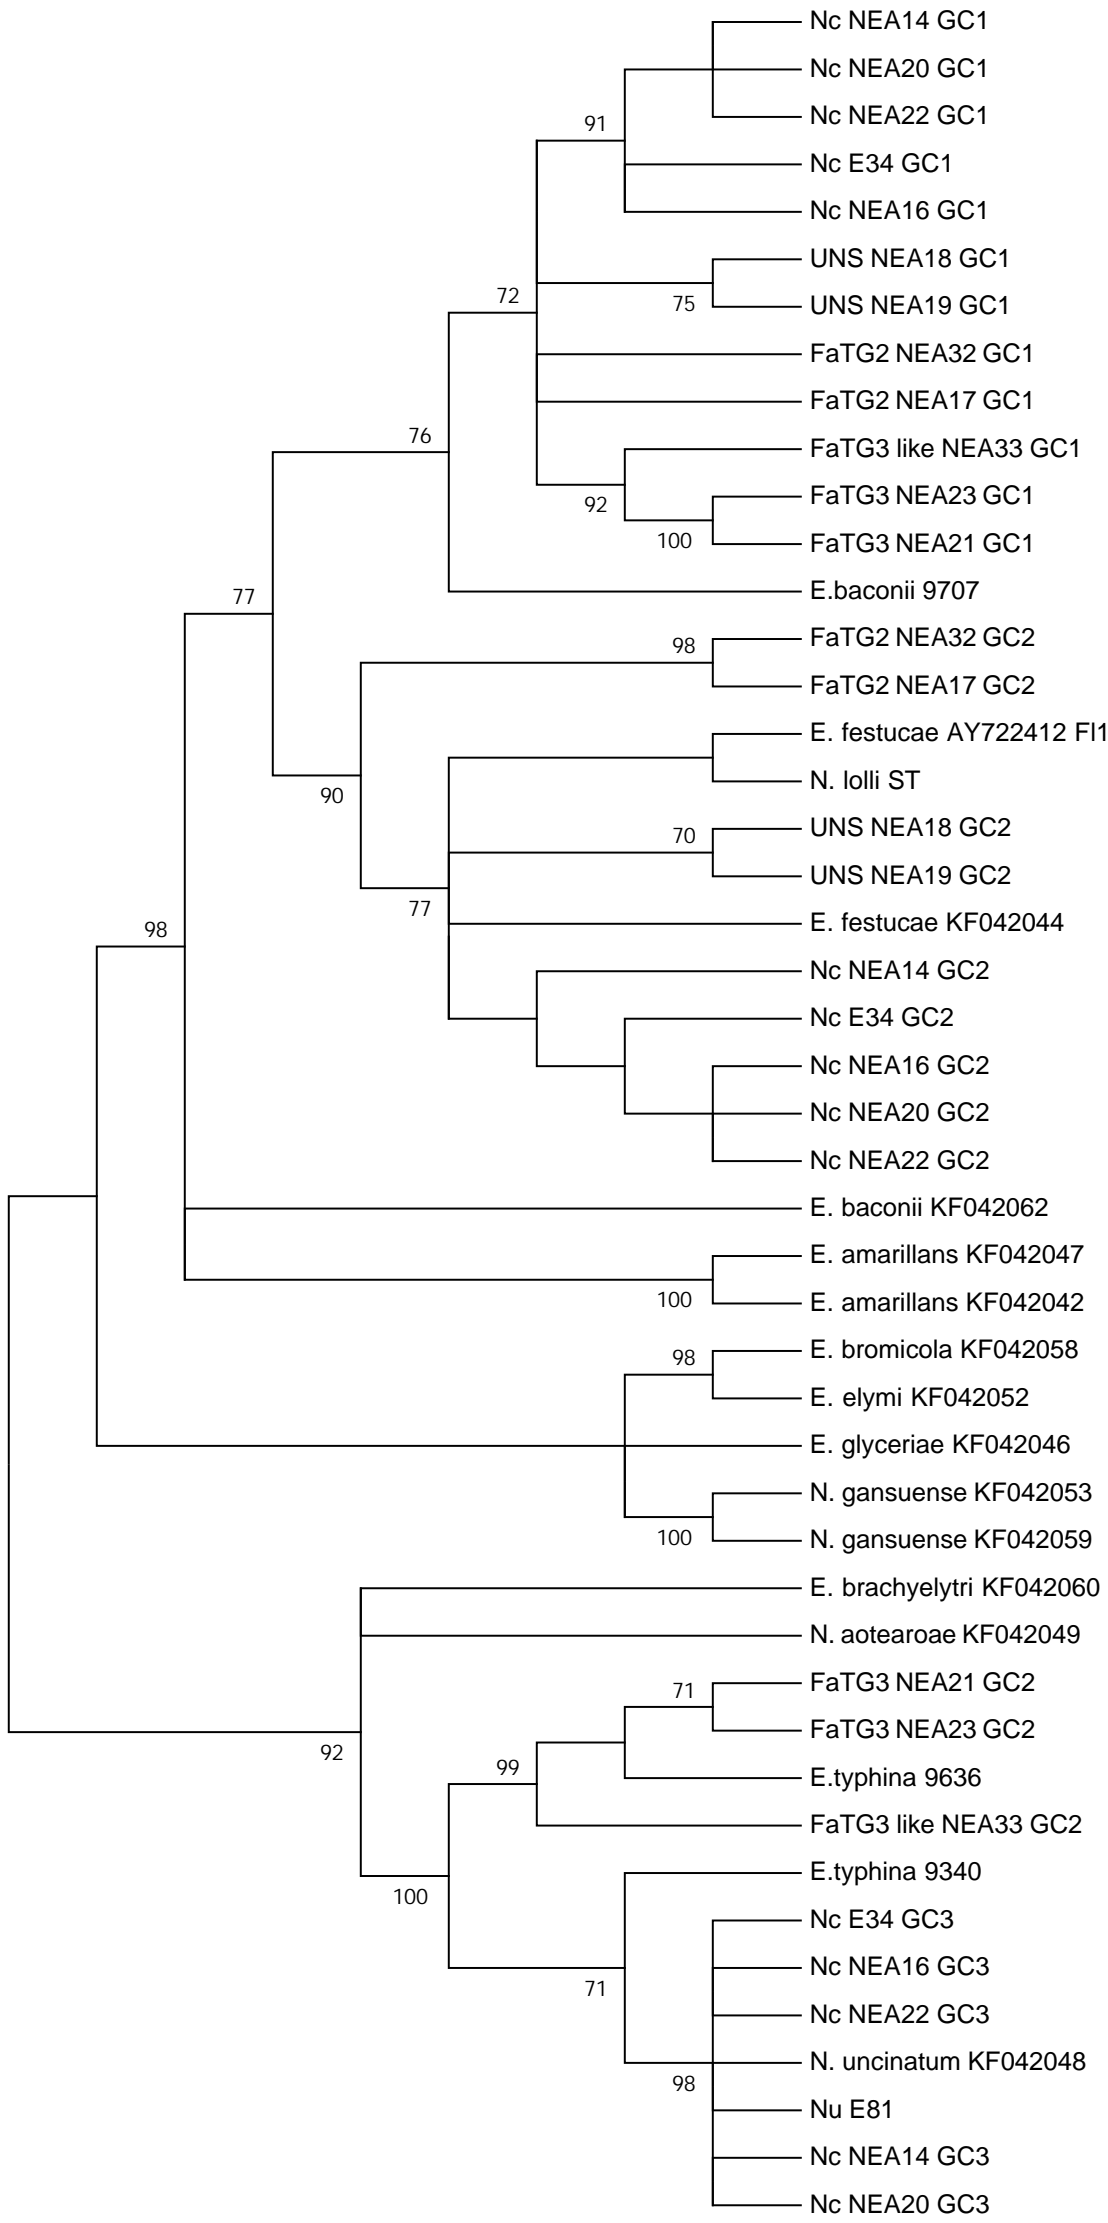 Nc NEA14 GC1
Nc NEA20 GC1
Nc NEA22 GC1
91
Nc E34 GC1
Nc NEA16 GC1
UNS NEA18 GC1
72
75
UNS NEA19 GC1
FaTG2 NEA32 GC1
FaTG2 NEA17 GC1
76
FaTG3 like NEA33 GC1
92
FaTG3 NEA23 GC1
100
FaTG3 NEA21 GC1
77
E.baconii 9707
98
FaTG2 NEA32 GC2
FaTG2 NEA17 GC2
E. festucae AY722412 Fl1
N. lolli ST
90
70
UNS NEA18 GC2
UNS NEA19 GC2
77
E. festucae KF042044
98
Nc NEA14 GC2
Nc E34 GC2
Nc NEA16 GC2
Nc NEA20 GC2
Nc NEA22 GC2
E. baconii KF042062
E. amarillans KF042047
100
E. amarillans KF042042
98
E. bromicola KF042058
E. elymi KF042052
E. glyceriae KF042046
N. gansuense KF042053
100
N. gansuense KF042059
E. brachyelytri KF042060
N. aotearoae KF042049
71
FaTG3 NEA21 GC2
FaTG3 NEA23 GC2
92
99
E.typhina 9636
FaTG3 like NEA33 GC2
E.typhina 9340
100
Nc E34 GC3
Nc NEA16 GC3
71
Nc NEA22 GC3
N. uncinatum KF042048
98
Nu E81
Nc NEA14 GC3
Nc NEA20 GC3